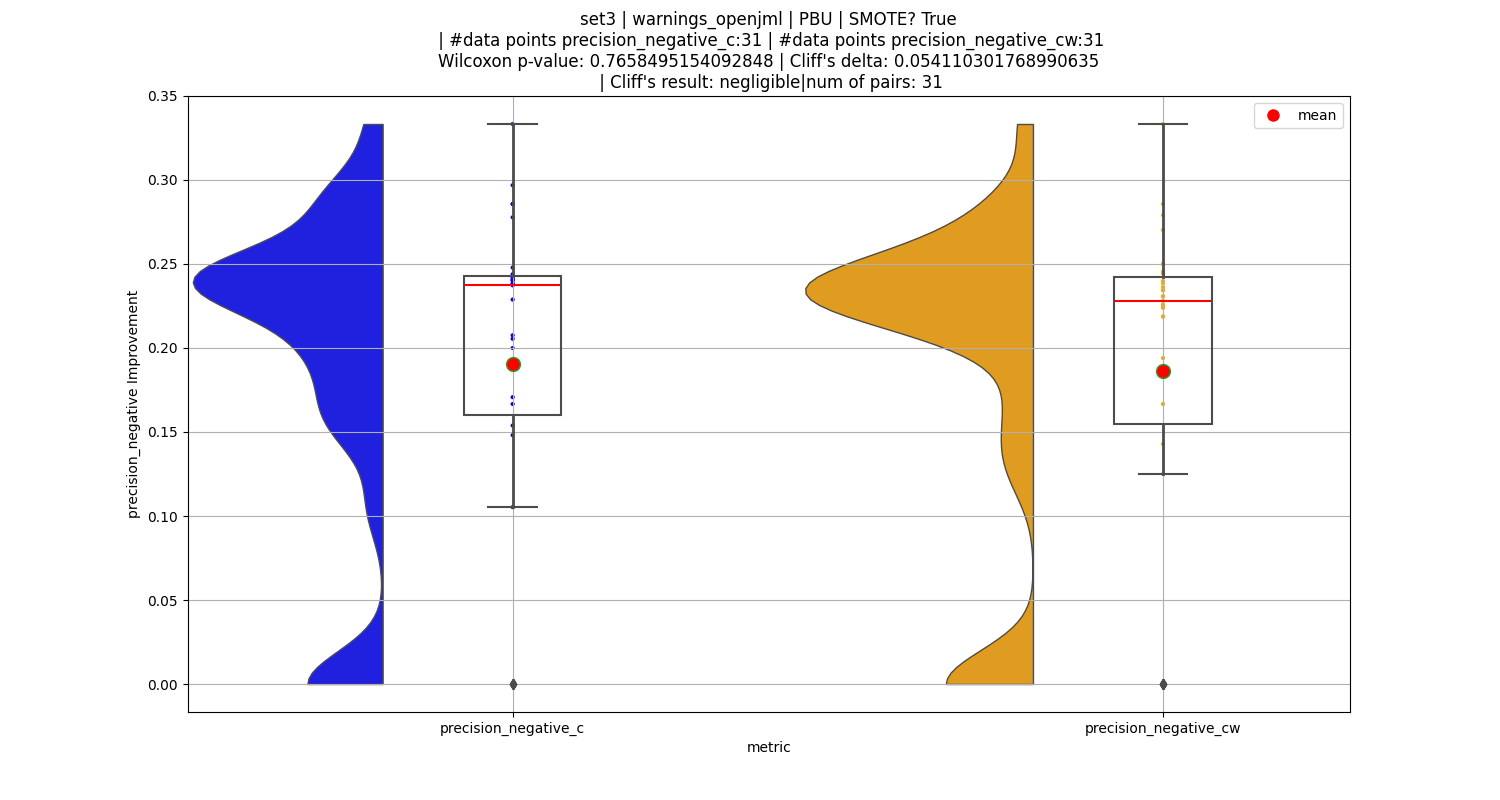 set3 | warnings_openjml | PBU | SMOTE? True
| #data points precision_negative_c:31 | #data points precision_negative_cw:31
Wilcoxon p-value: 0.7658495154092848 | Cliff's delta: 0.054110301768990635
| Cliff's result: negligible|num of pairs: 31
mean
0.35
0.30
0.25
0.20
0.15
0.10
0.05
0.00
precision_negative Improvement
precision_negative_c
precision_negative_cw
metric